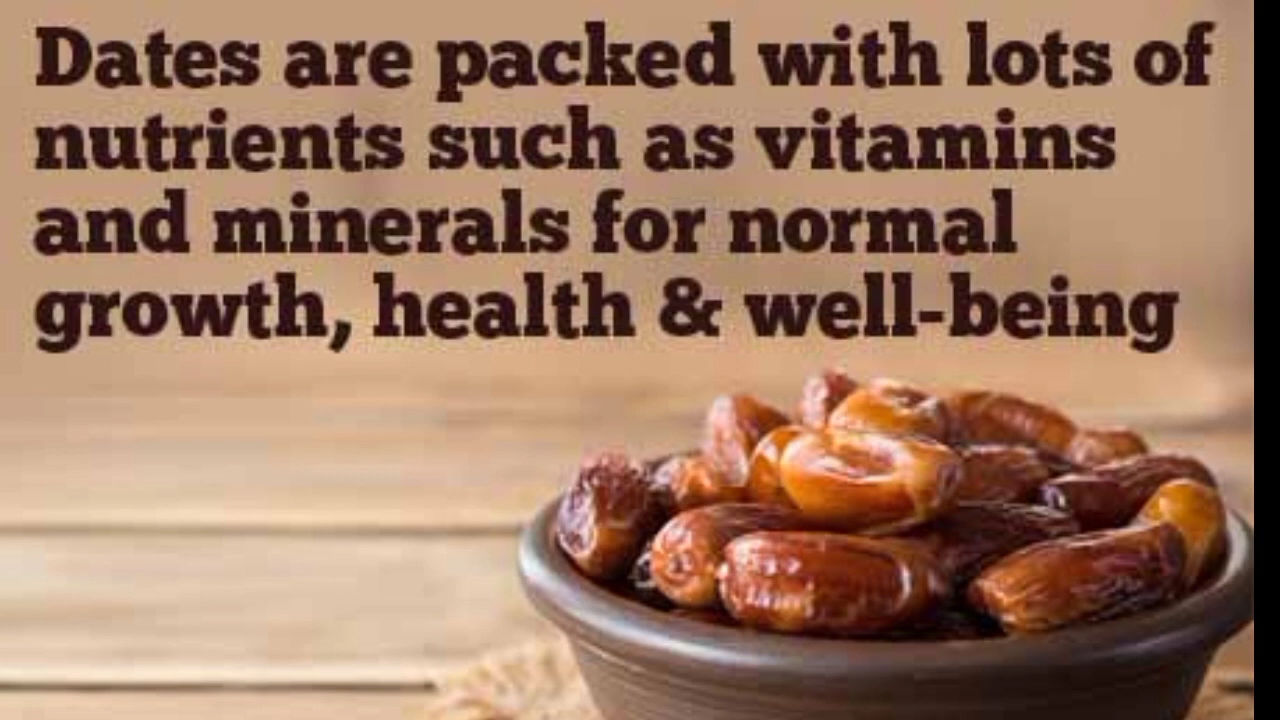 Dates are packed with lots of
nutrients such as vitamins
and minerals for normal
growth, health & well-being